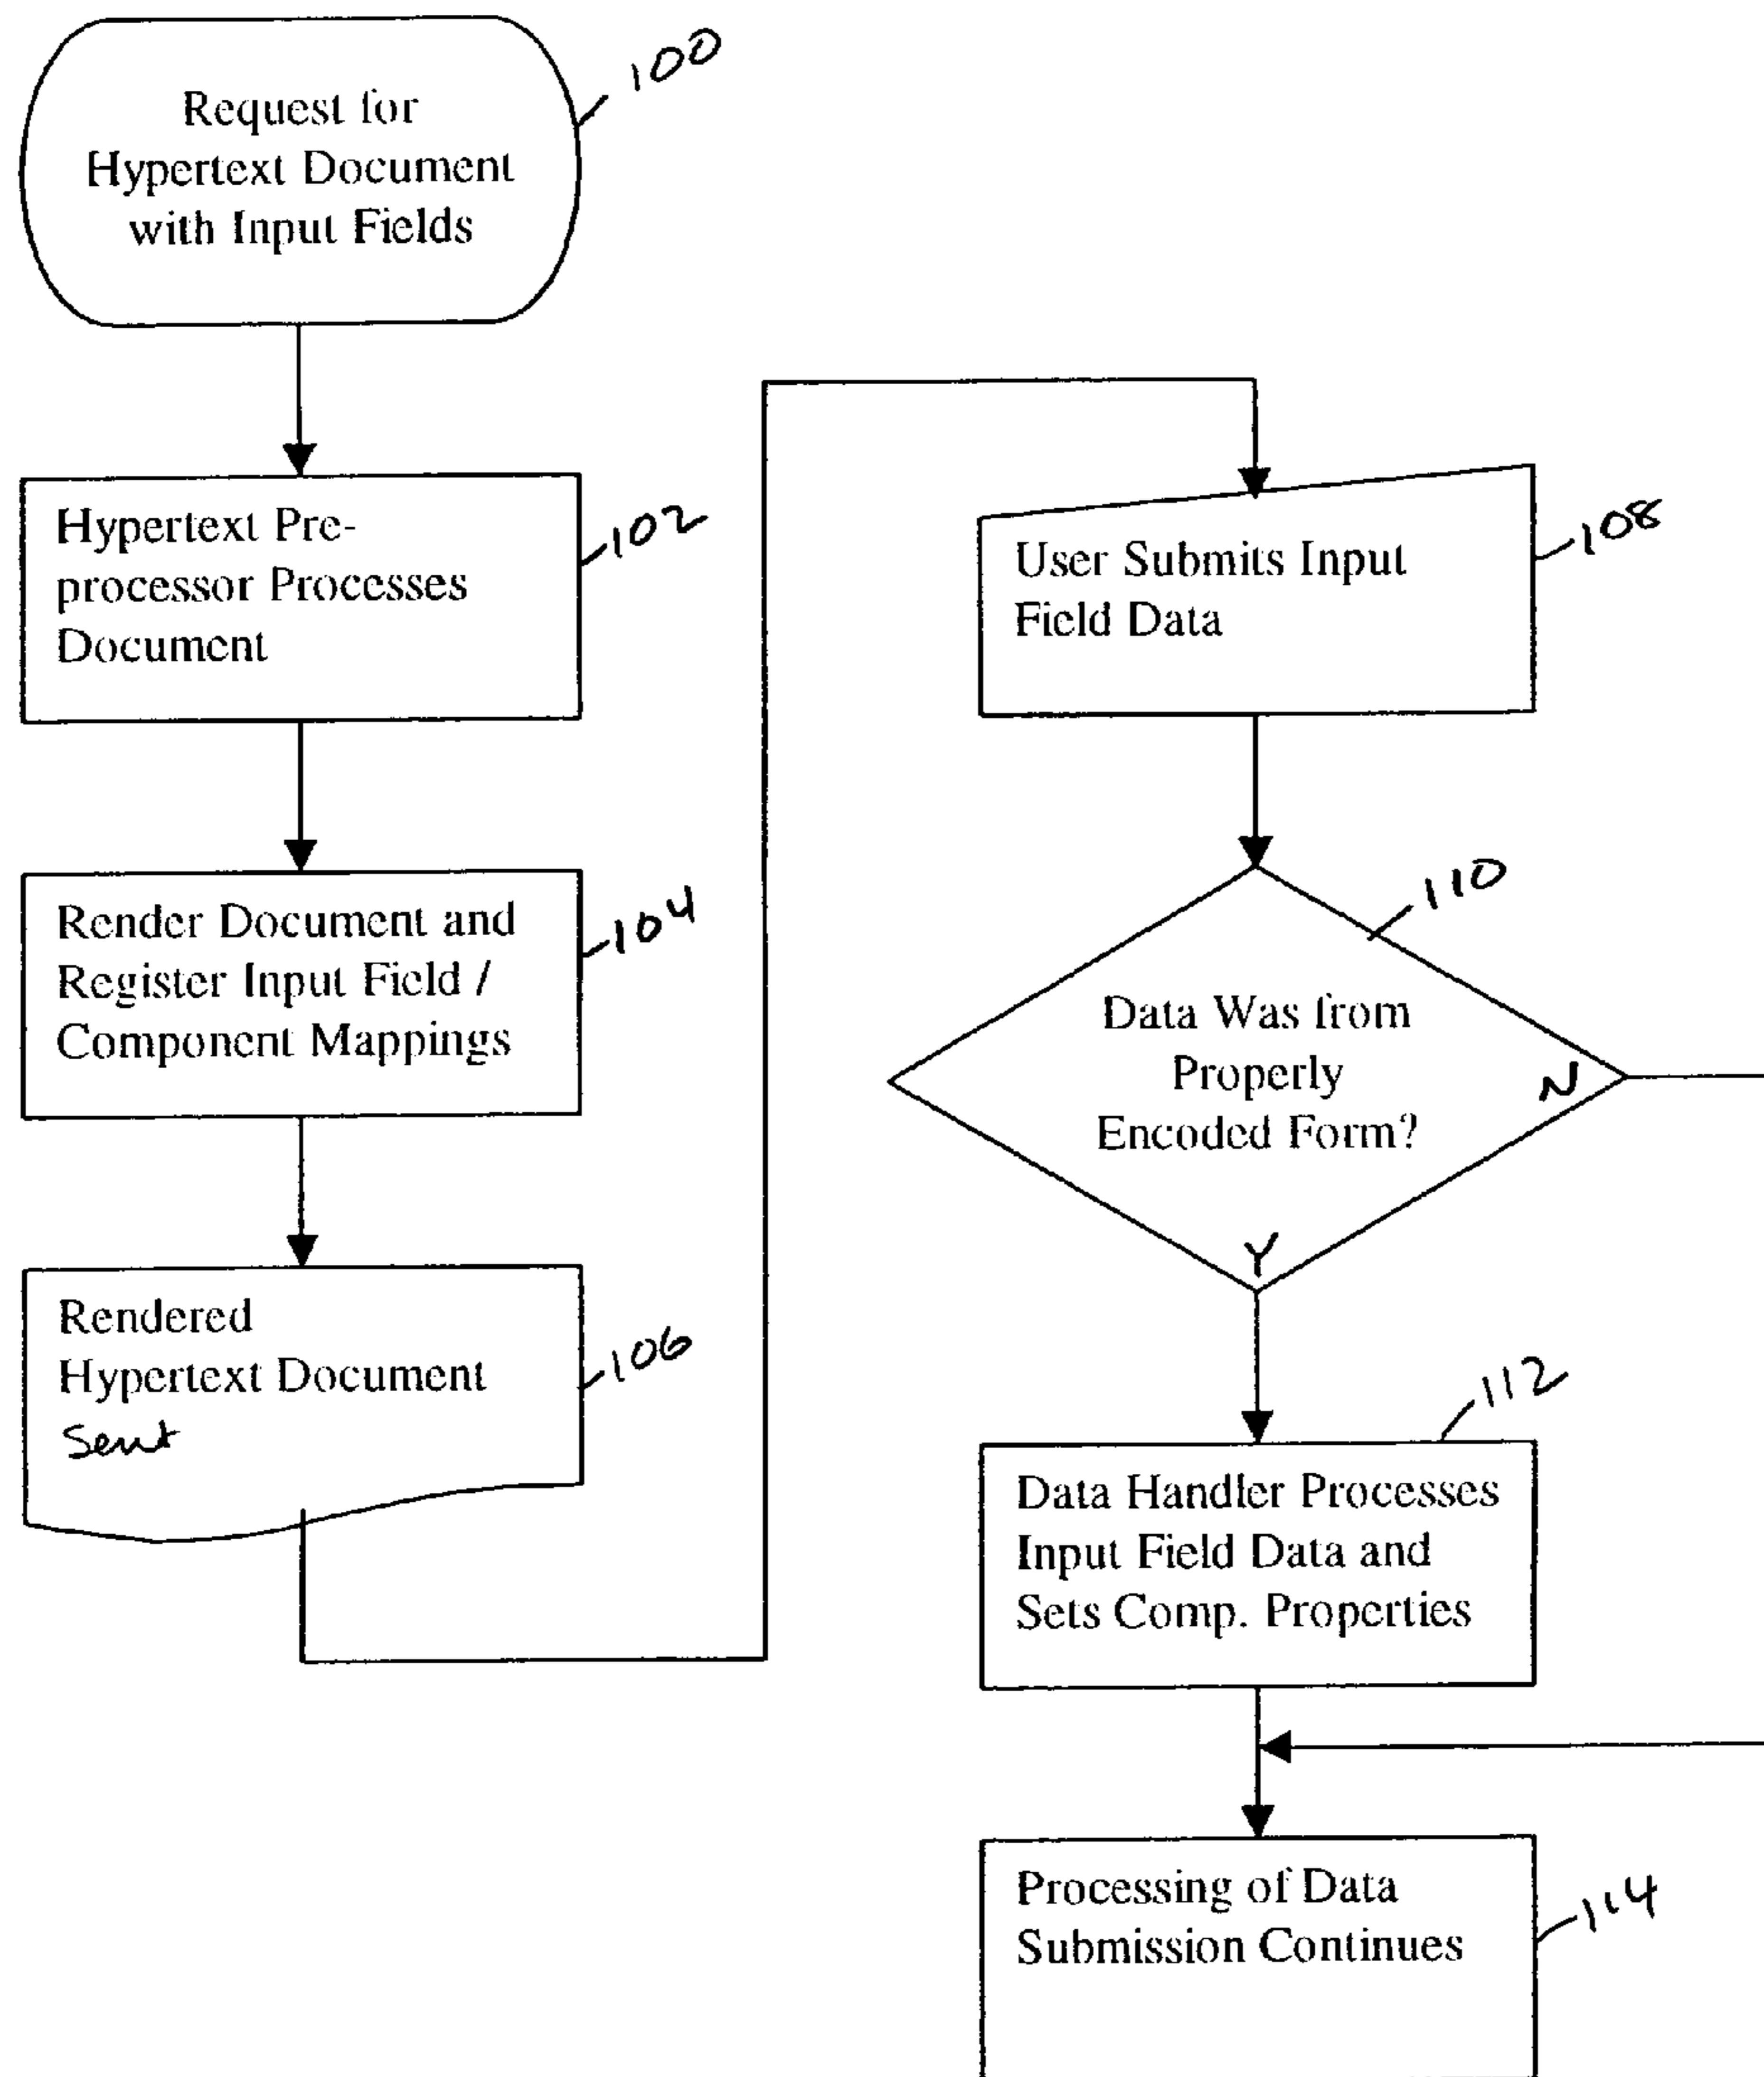 Request for
Hypertext Document
with Input Fields
100
Hypertext Pre-
processor Processes
Document
102
Render Document and
Register Input Field /
Component Mappings
104
Rendered
Hypertext Document
Sent
106
User Submits Input
Field Data
108
Data Was from
Properly
Encoded Form?
110
N
Y
Data Handler Processes
Input Field Data and
Sets Comp. Properties
112
Processing of Data
Submission Continues
114